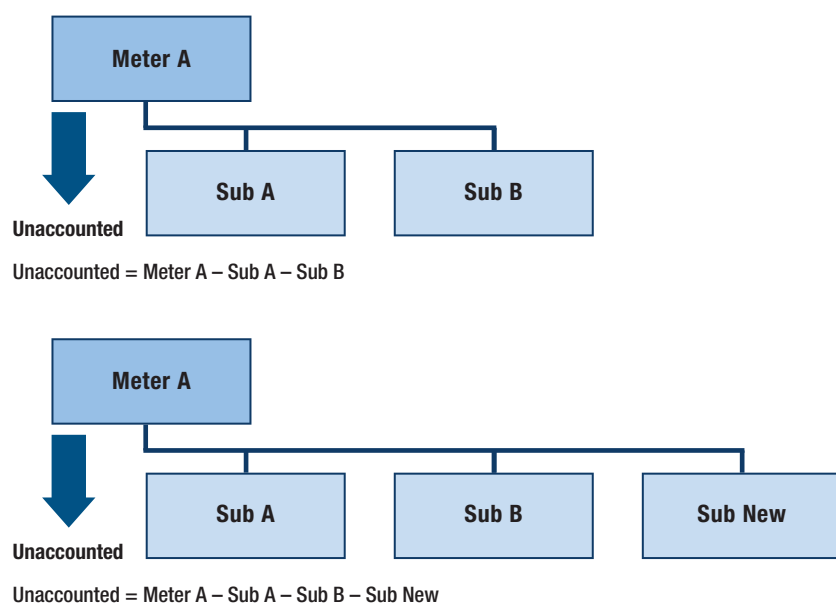 Meter A
Sub A
Sub B
Unaccounted
Unaccounted = Meter A – Sub A – Sub B
Meter A
Sub A
Sub B
Sub New
Unaccounted
Unaccounted = Meter A – Sub A – Sub B – Sub New